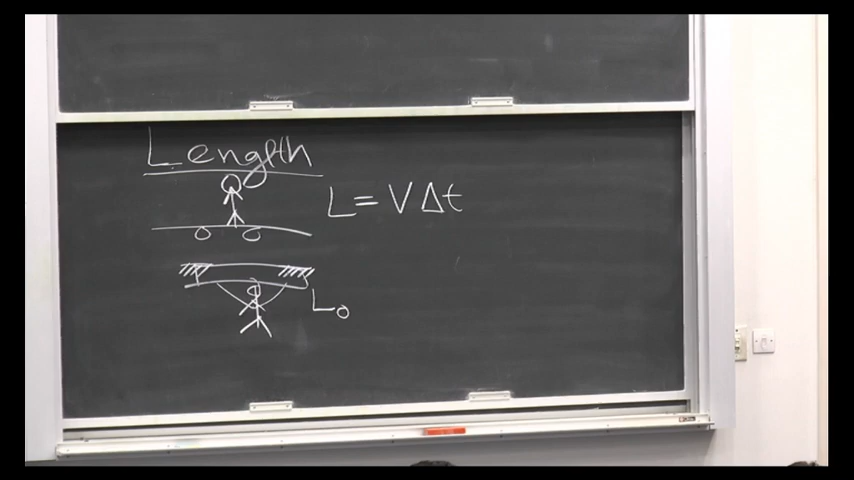 Length
L = V Δt
L₀